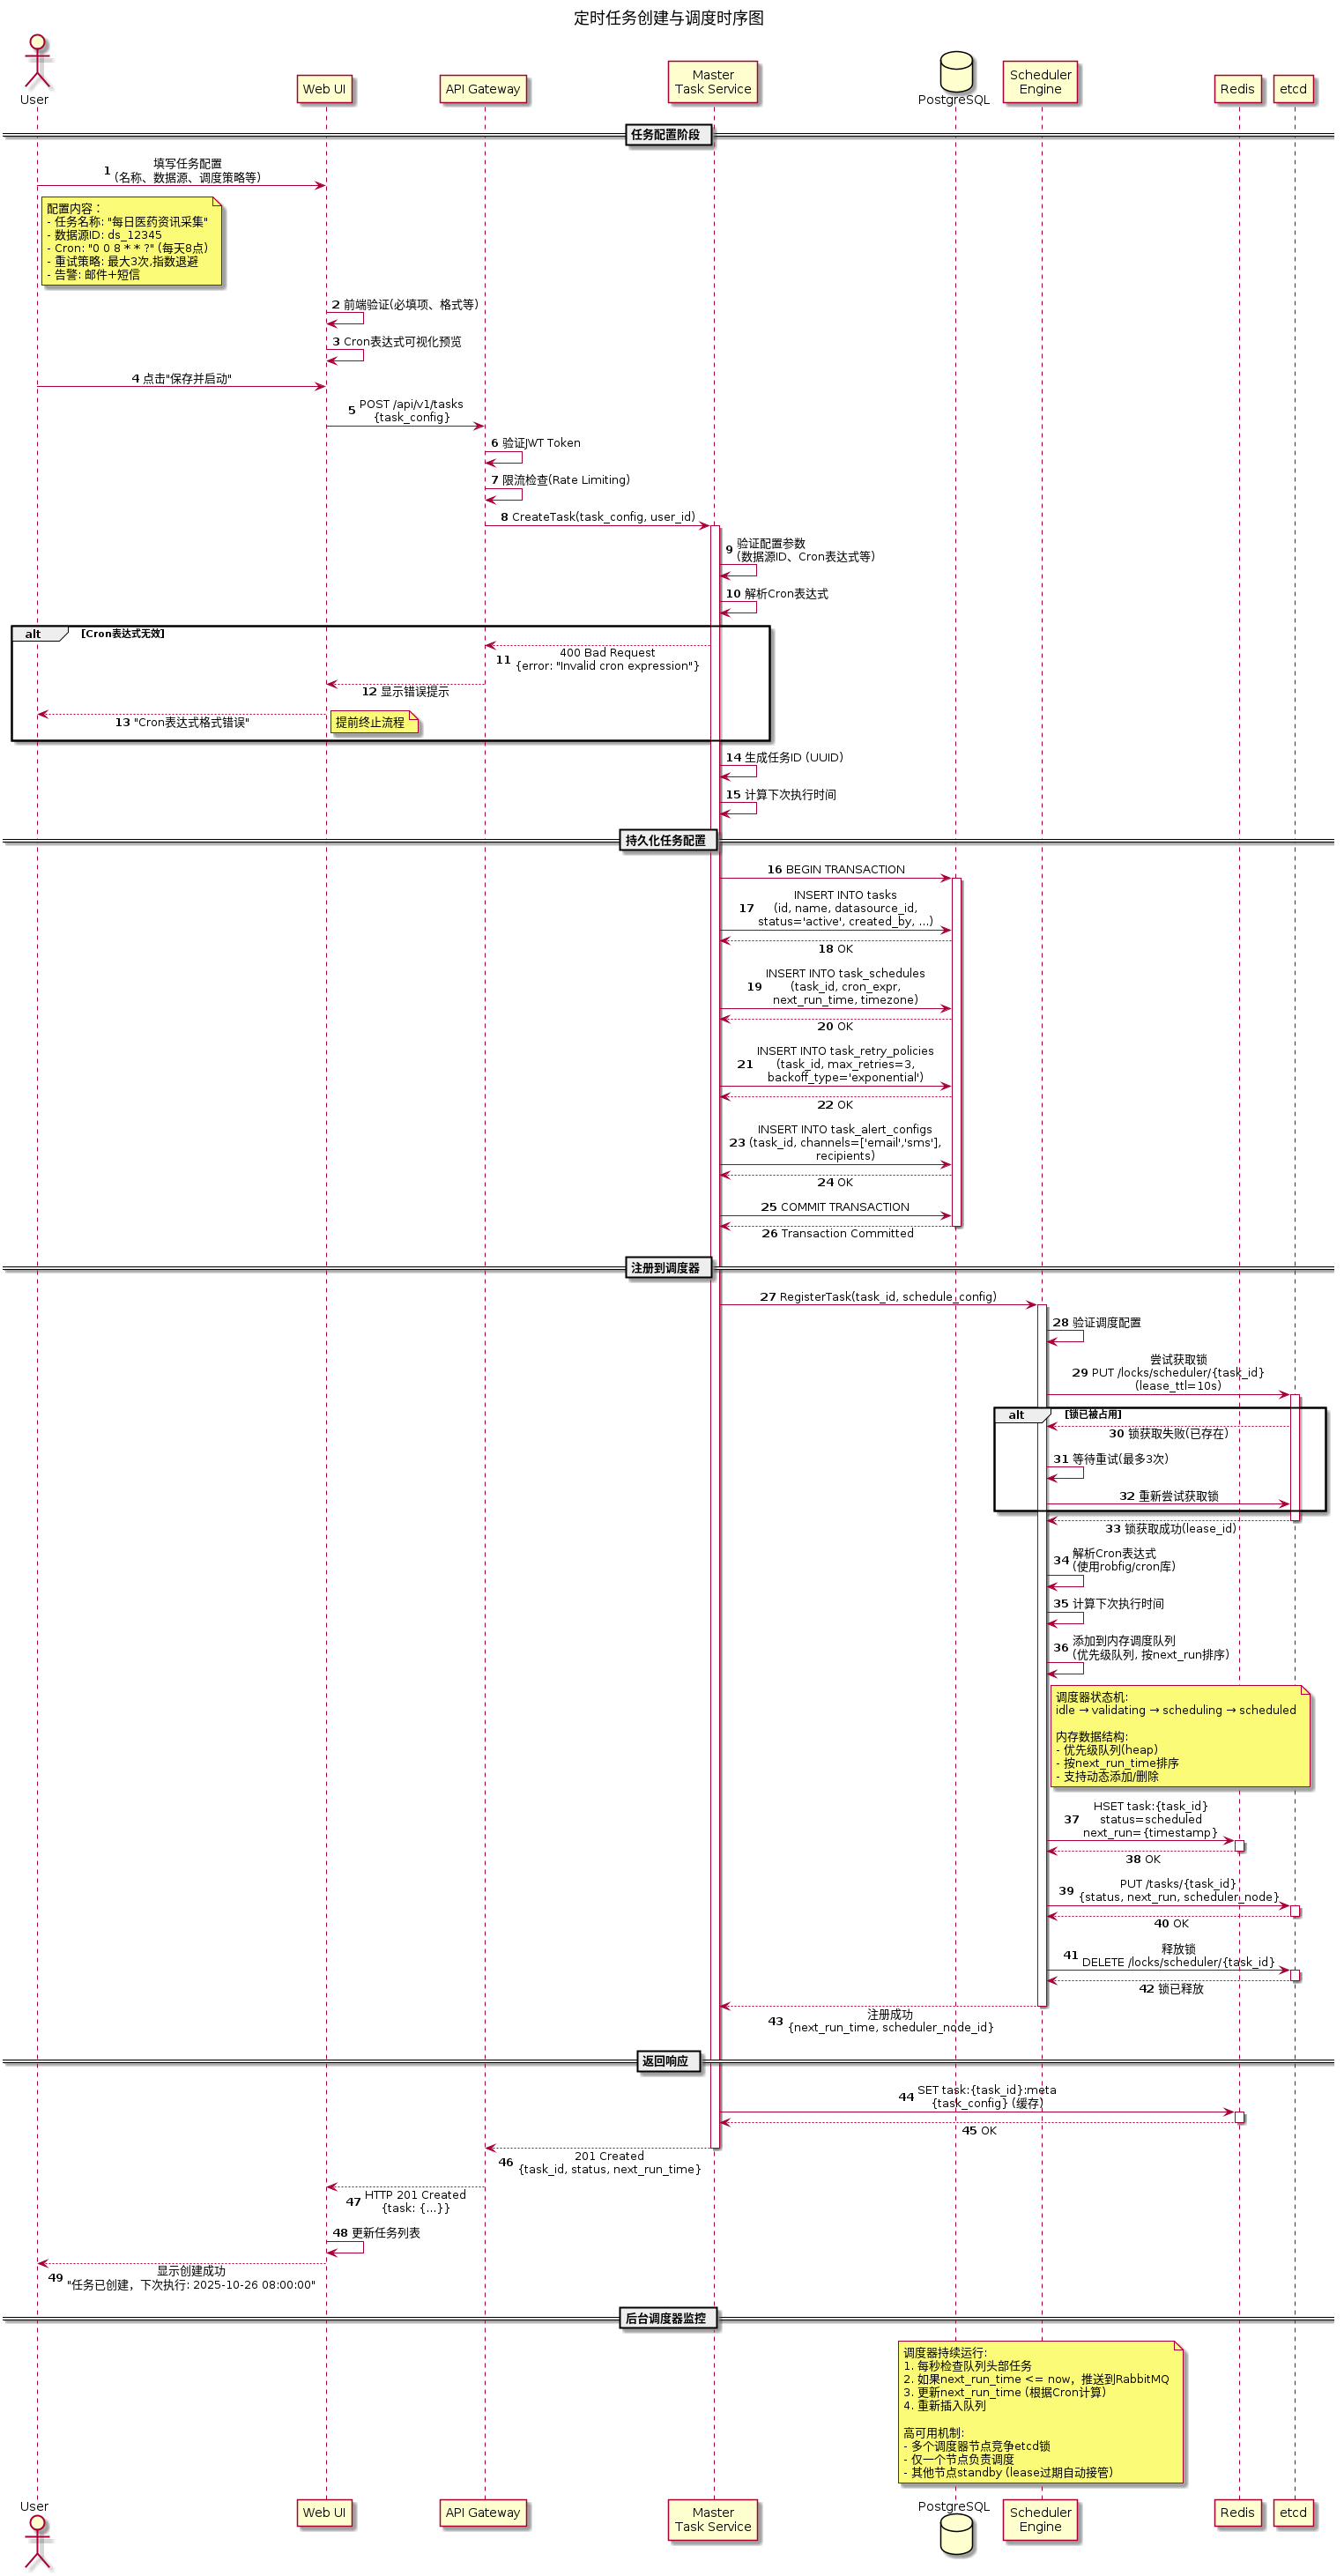 定时任务创建与调度时序图
User
Web UI
API Gateway
Master
Task Service
PostgreSQL
Scheduler
Engine
Redis
etcd
任务配置阶段
1 填写任务配置
(名称、数据源、调度策略等)
配置内容：
- 任务名称: "每日医药资讯采集"
- 数据源ID: ds_12345
- Cron: "0 0 8 * * ?" (每天8点)
- 重试策略: 最大3次,指数退避
- 告警: 邮件+短信
2 前端验证(必填项、格式等)
3 Cron表达式可视化预览
4 点击"保存并启动"
5 POST /api/v1/tasks
{task_config}
6 验证JWT Token
7 限流检查(Rate Limiting)
8 CreateTask(task_config, user_id)
9 验证配置参数
(数据源ID、Cron表达式等)
10 解析Cron表达式
alt [Cron表达式无效]
11 400 Bad Request
{error: "Invalid cron expression"}
12 显示错误提示
13 "Cron表达式格式错误"
提前终止流程
14 生成任务ID (UUID)
15 计算下次执行时间
持久化任务配置
16 BEGIN TRANSACTION
17 INSERT INTO tasks
(id, name, datasource_id,
status='active', created_by, ...)
18 OK
19 INSERT INTO task_schedules
(task_id, cron_expr,
next_run_time, timezone)
20 OK
21 INSERT INTO task_retry_policies
(task_id, max_retries=3,
backoff_type='exponential')
22 OK
23 INSERT INTO task_alert_configs
(task_id, channels=['email','sms'],
recipients)
24 OK
25 COMMIT TRANSACTION
26 Transaction Committed
注册到调度器
27 RegisterTask(task_id, schedule_config)
28 验证调度配置
29 尝试获取锁
PUT /locks/scheduler/{task_id}
(lease_ttl=10s)
alt [锁已被占用]
30 锁获取失败(已存在)
31 等待重试(最多3次)
32 重新尝试获取锁
33 锁获取成功(lease_id)
34 解析Cron表达式
(使用robfig/cron库)
35 计算下次执行时间
36 添加到内存调度队列
(优先级队列, 按next_run排序)
调度器状态机:
idle → validating → scheduling → scheduled
内存数据结构:
- 优先级队列(heap)
- 按next_run_time排序
- 支持动态添加/删除
37 HSET task:{task_id}
status=scheduled
next_run={timestamp}
38 OK
39 PUT /tasks/{task_id}
{status, next_run, scheduler_node}
40 OK
41 释放锁
DELETE /locks/scheduler/{task_id}
42 锁已释放
43 注册成功
{next_run_time, scheduler_node_id}
返回响应
44 SET task:{task_id}:meta
{task_config} (缓存)
45 OK
46 201 Created
{task_id, status, next_run_time}
47 HTTP 201 Created
{task: {...}}
48 更新任务列表
49 显示创建成功
"任务已创建，下次执行: 2025-10-26 08:00:00"
后台调度器监控
调度器持续运行:
1. 每秒检查队列头部任务
2. 如果next_run_time <= now，推送到RabbitMQ
3. 更新next_run_time (根据Cron计算)
4. 重新插入队列
高可用机制:
- 多个调度器节点竞争etcd锁
- 仅一个节点负责调度
- 其他节点standby (lease过期自动接管)
User
Web UI
API Gateway
Master
Task Service
PostgreSQL
Scheduler
Engine
Redis
etcd